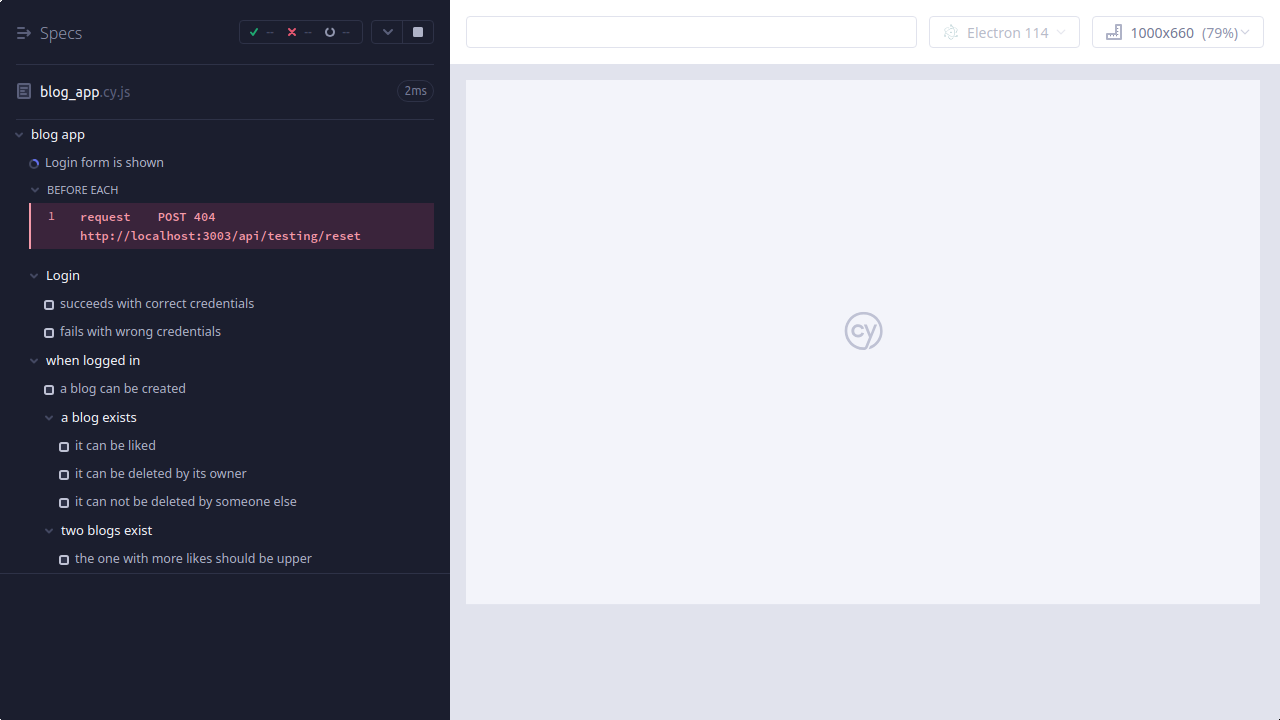 Specs
--
--
--
Electron 114
1000x660 (79%)
blog_app.cy.js
2ms
blog app
Login form is shown
BEFORE EACH
1 request POST 404
http://localhost:3003/api/testing/reset
Login
succeeds with correct credentials
fails with wrong credentials
when logged in
a blog can be created
a blog exists
it can be liked
it can be deleted by its owner
it can not be deleted by someone else
two blogs exist
the one with more likes should be upper
cy